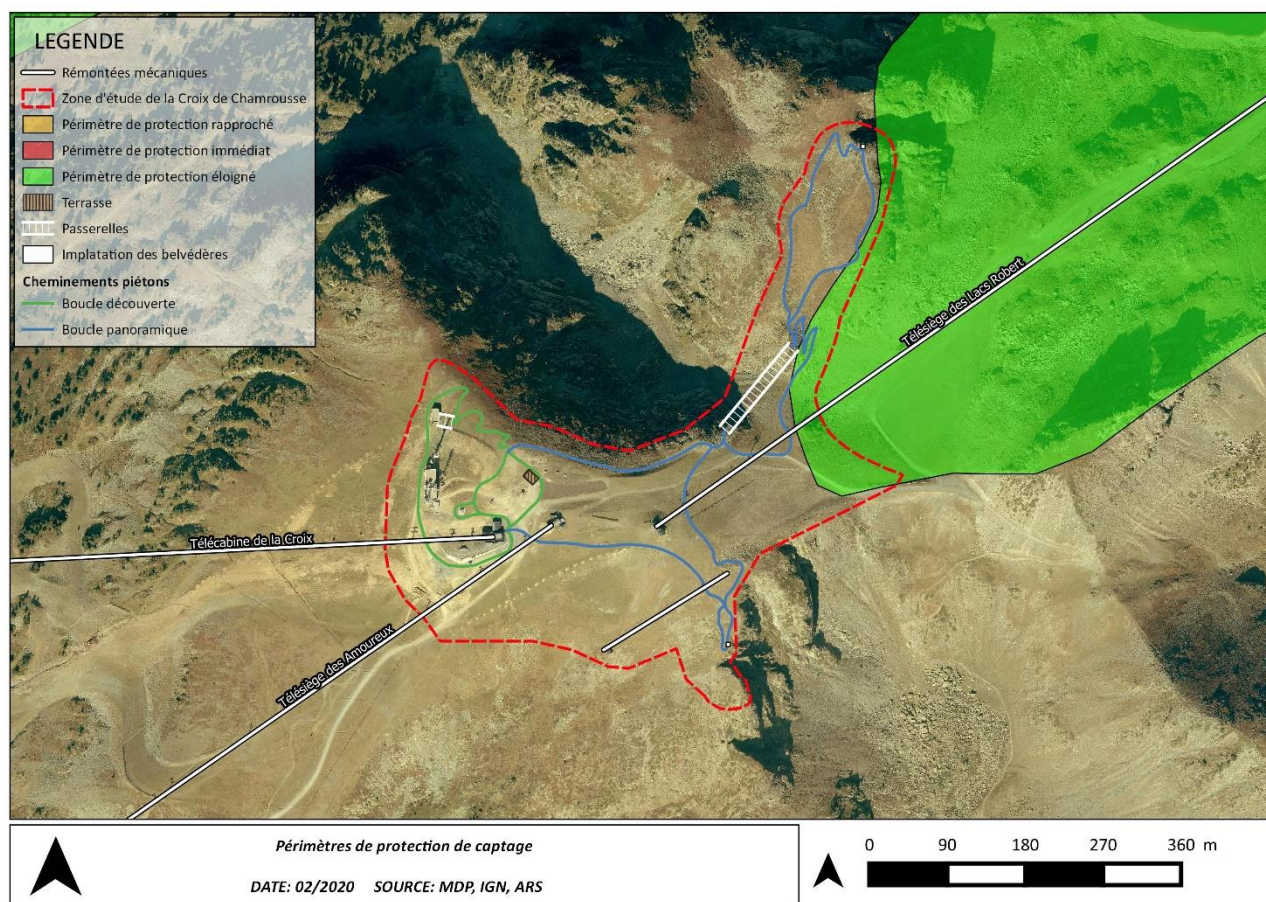 LEGENDE
Rémontées mécaniques
Zone d'étude de la Croix de Chamrousse
Périmètre de protection rapproché
Périmètre de protection immédiat
Périmètre de protection éloigné
Terrasse
Passerelles
Implatation des belvédères
Cheminements piétons
Boucle découverte
Boucle panoramique
Télésiège des Lacs Robert
Télécabine de la Croix
Télésiège des Amoureux
Périmètres de protection de captage
DATE: 02/2020 SOURCE: MDP, IGN, ARS
0 90 180 270 360 m